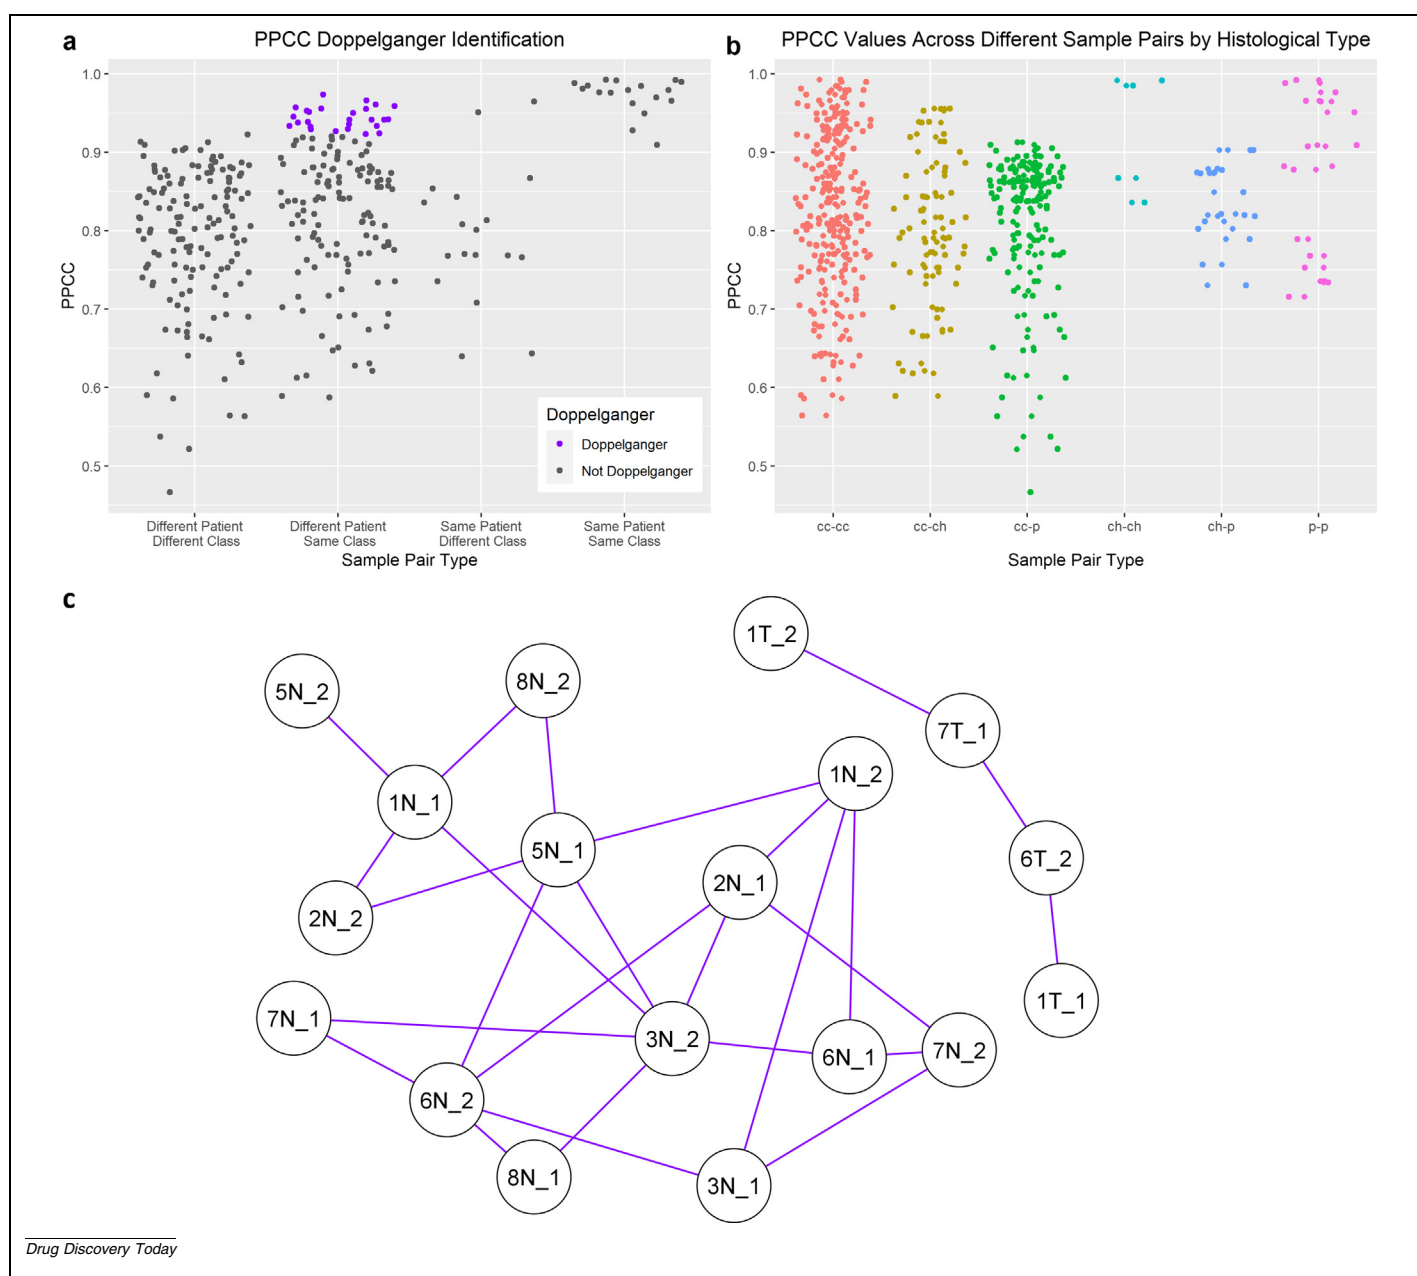 a
PPCC Doppelganger Identification
1.0
0.9
0.8
0.7
0.6
0.5
PPCC
Doppelganger
Doppelganger
Not Doppelganger
Different Patient
Different Class
Different Patient
Same Class
Same Patient
Different Class
Same Patient
Same Class
Sample Pair Type
b
PPCC Values Across Different Sample Pairs by Histological Type
1.0
0.9
0.8
0.7
0.6
0.5
PPCC
cc-cc
cc-ch
cc-p
ch-ch
ch-p
p-p
Sample Pair Type
c
1T_2
5N_2
8N_2
7T_1
1N_2
1N_1
5N_1
6T_2
2N_1
2N_2
1T_1
7N_1
3N_2
6N_1
7N_2
6N_2
8N_1
3N_1
Drug Discovery Today